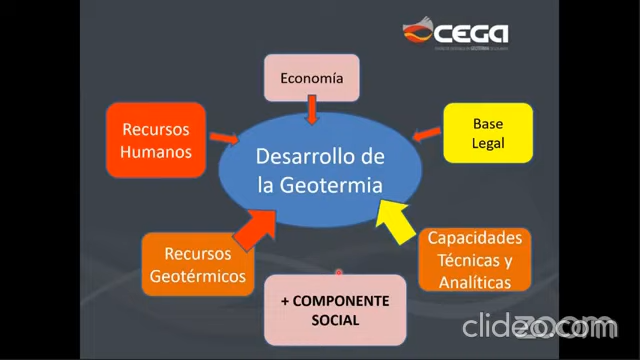 CEGA
Economía
Recursos
Humanos
Base
Legal
Desarrollo de
la Geotermia
Recursos
Geotérmicos
Capacidades
Técnicas y
Analíticas
+ COMPONENTE
SOCIAL
zoom
clideo.com